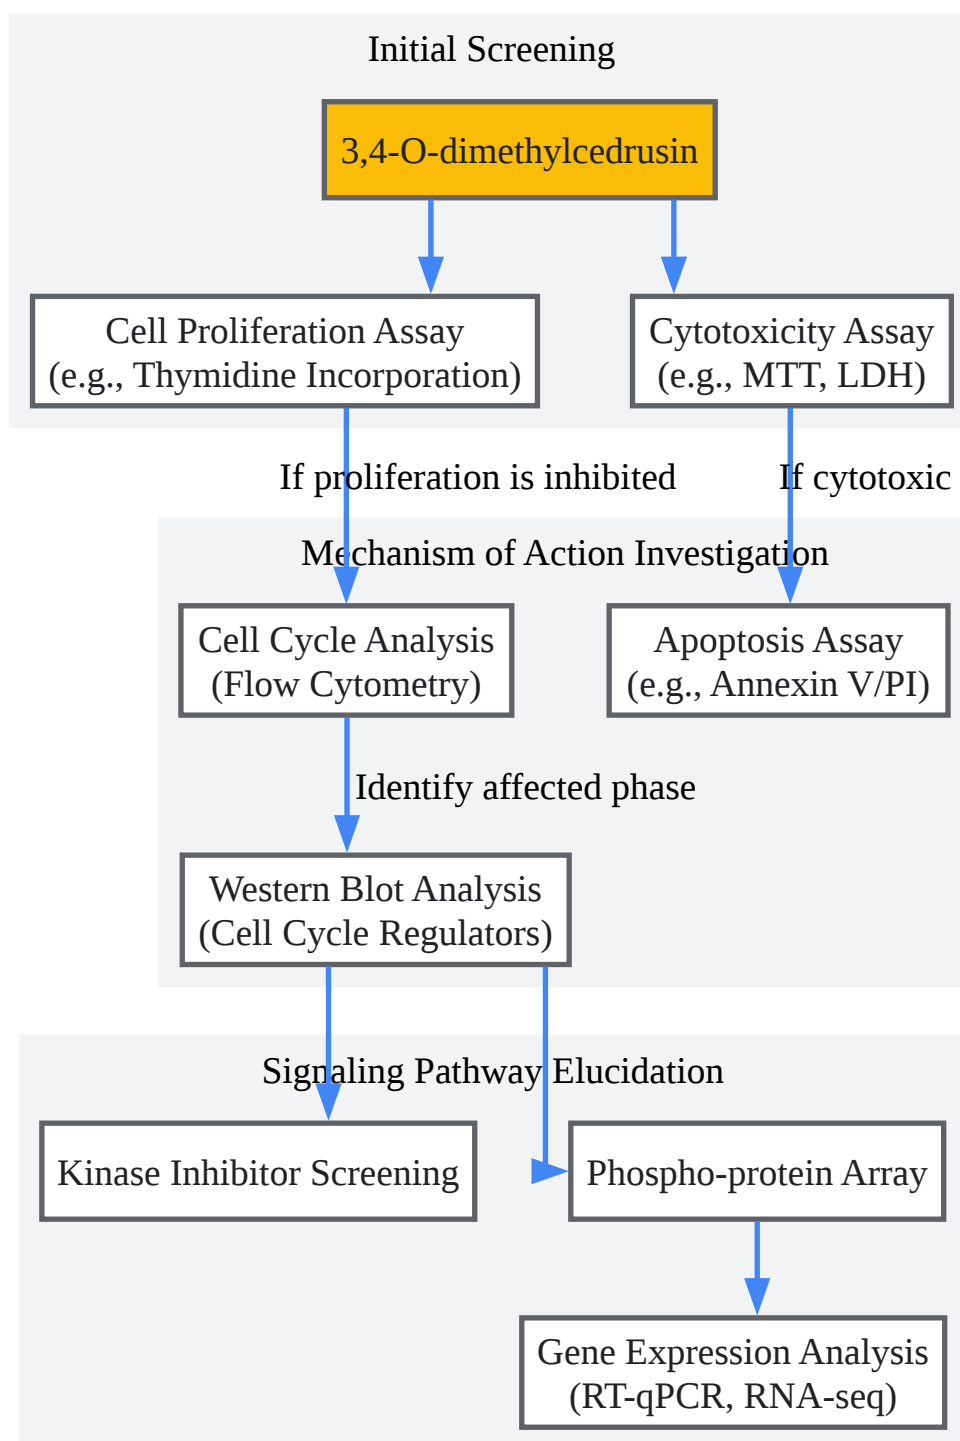 Initial Screening
3,4-O-dimethylcedrusin
Cell Proliferation Assay
(e.g., Thymidine Incorporation)
Cytotoxicity Assay
(e.g., MTT, LDH)
If proliferation is inhibited
If cytotoxic
Mechanism of Action Investigation
Cell Cycle Analysis
(Flow Cytometry)
Apoptosis Assay
(e.g., Annexin V/PI)
Identify affected phase
Western Blot Analysis
(Cell Cycle Regulators)
Signaling Pathway Elucidation
Kinase Inhibitor Screening
Phospho-protein Array
Gene Expression Analysis
(RT-qPCR, RNA-seq)